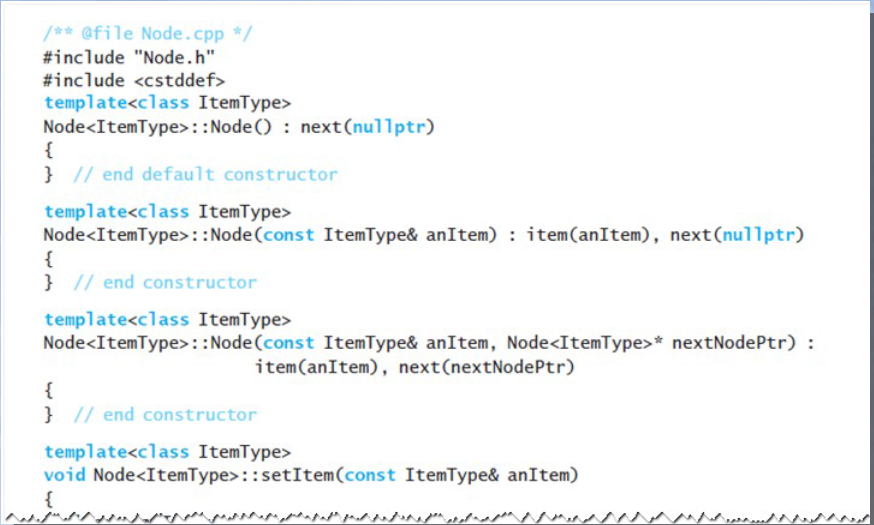 /** @file Node.cpp */
#include "Node.h"
#include <cstddef>
template<class ItemType>
Node<ItemType>::Node() : next(nullptr)
{
} // end default constructor
template<class ItemType>
Node<ItemType>::Node(const ItemType& anItem) : item(anItem), next(nullptr)
{
} // end constructor
template<class ItemType>
Node<ItemType>::Node(const ItemType& anItem, Node<ItemType>* nextNodePtr) :
item(anItem), next(nextNodePtr)
{
} // end constructor
template<class ItemType>
void Node<ItemType>::setItem(const ItemType& anItem)
{